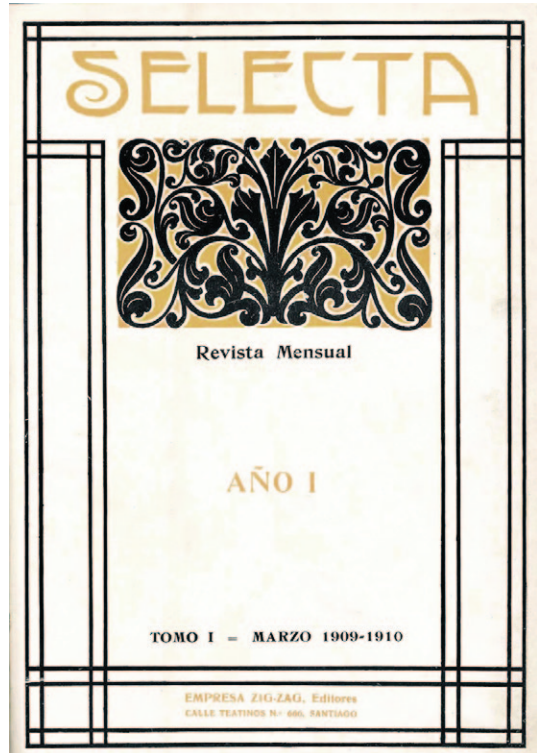 SELECTA
Revista Mensual
AÑO I
TOMO I = MARZO 1909-1910
EMPRESA ZIG-ZAG, Editores
CALLE TEATINOS N.º 666, SANTIAGO